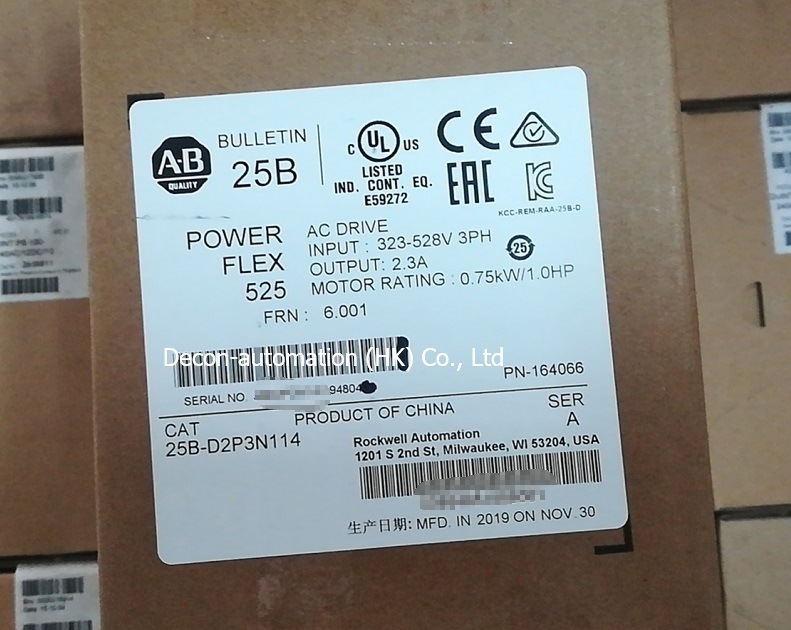 A-B
QUALITY
BULLETIN
25B
C UL US
LISTED
IND. CONT. EQ.
E59272
CE
EAC
KCC-REM-RAA-25B-D
POWER
FLEX
525
AC DRIVE
INPUT : 323-528V 3PH
OUTPUT: 2.3A
MOTOR RATING : 0.75kW/1.0HP
25
FRN : 6.001
Decon-automation (HK) Co., Ltd
PN-164066
SERIAL NO 94804
PRODUCT OF CHINA
SER
A
CAT
25B-D2P3N114
Rockwell Automation
1201 S 2nd St, Milwaukee, WI 53204, USA
生产日期: MFD. IN 2019 ON NOV. 30